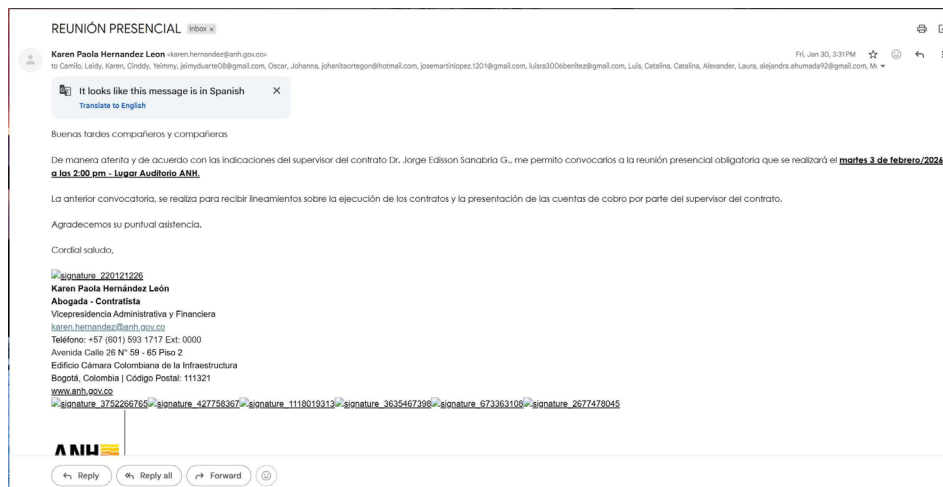 REUNIÓN PRESENCIAL Inbox x
Karen Paola Hernandez Leon <karen.hernandez@anh.gov.co> Fri, Jan 30, 3:31 PM
to Camilo, Leidy, Karen, Cinddy, Yeimmy, jeimyduarte08@gmail.com, Oscar, Johanna, johanitaortegon@hotmail.com, josemartinlopez.1201@gmail.com, luisra3006benitez@gmail.com, Luis, Catalina, Catalina, Alexander, Laura, alejandra.ahumada92@gmail.com,
It looks like this message is in Spanish
Translate to English
Buenas tardes compañeros y compañeras
De manera atenta y de acuerdo con las indicaciones del supervisor del contrato Dr. Jorge Edisson Sanabria G., me permito convocarlos a la reunión presencial obligatoria que se realizará el martes 3 de febrero/2026
a las 2:00 pm - Lugar Auditorio ANH.
La anterior convocatoria, se realiza para recibir lineamientos sobre la ejecución de los contratos y la presentación de las cuentas de cobro por parte del supervisor del contrato.
Agradecemos su puntual asistencia.
Cordial saludo,
signature_220121226
Karen Paola Hernández León
Abogada - Contratista
Vicepresidencia Administrativa y Financiera
karen.hernandez@anh.gov.co
Teléfono: +57 (601) 593 1717 Ext: 0000
Avenida Calle 26 N° 59 - 65 Piso 2
Edificio Cámara Colombiana de la Infraestructura
Bogotá, Colombia | Código Postal: 111321
www.anh.gov.co
signature_3752266765 signature_427758367 signature_1118019313 signature_3635467398 signature_673363108 signature_2677478045
ANH
Reply Reply all Forward